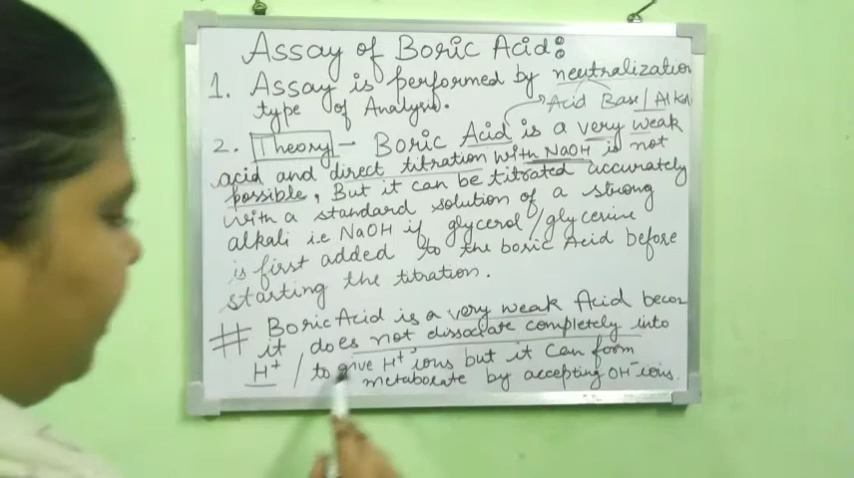 Assay of Boric Acid:
1. Assay is performed by neutralization
type of Analysis. → Acid Base/Alka
2. Theory - Boric Acid is a very weak
acid and direct titration with NaOH is not
possible, But it can be titrated accurately
with a standard solution of a strong
alkali i.e NaOH if glycerol/glycerine
is first added to the boric Acid before
starting the titration.
# Boric Acid is a very weak Acid becoz
it does not dissociate completely into
H+ / to give H+ ions but it can form
metaborate by accepting OH- ions.